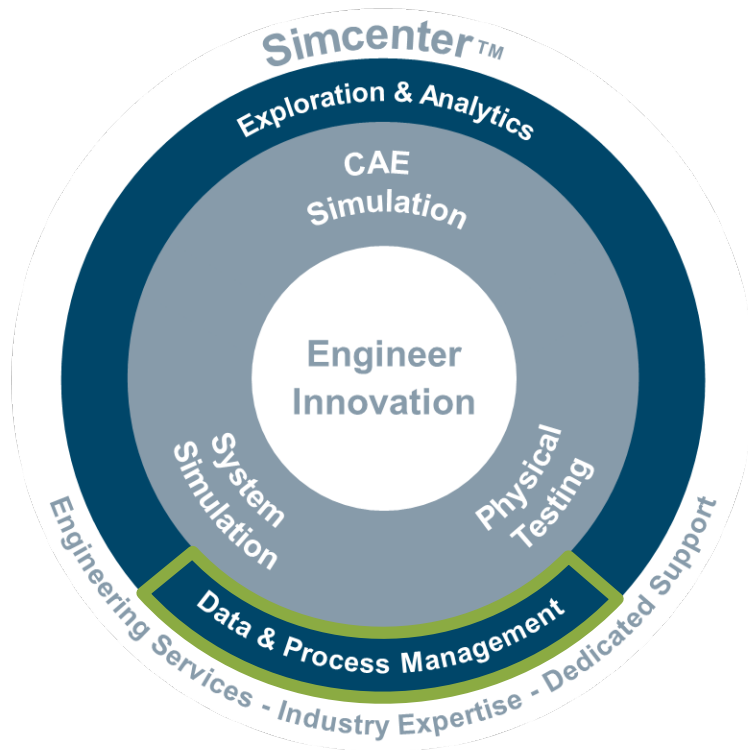 Simcenter™
Exploration & Analytics
CAE
Simulation
Engineer
Innovation
System
Simulation
Physical
Testing
Data & Process Management
Engineering Services - Industry Expertise - Dedicated Support